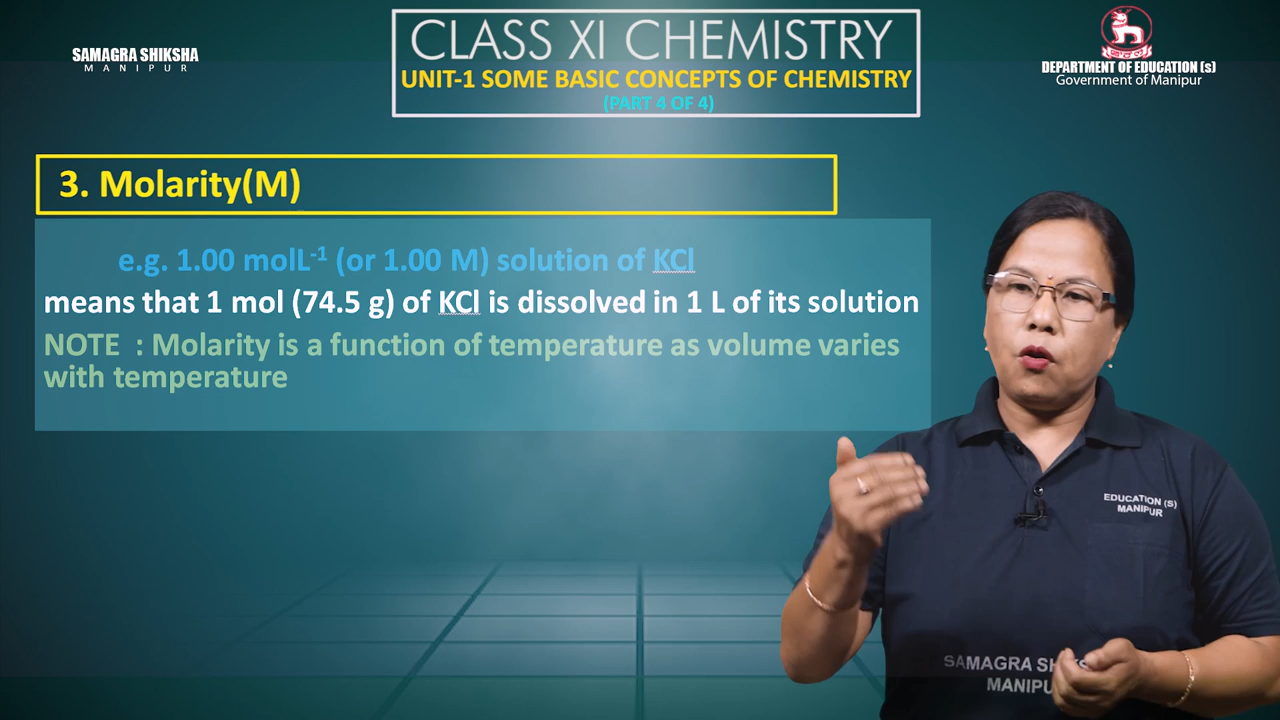 SAMAGRA SHIKSHA
MANIPUR
CLASS XI CHEMISTRY
UNIT-1 SOME BASIC CONCEPTS OF CHEMISTRY
(PART 4 OF 4)
DEPARTMENT OF EDUCATION (s)
Government of Manipur
3. Molarity(M)
e.g. 1.00 molL⁻¹ (or 1.00 M) solution of KCl
means that 1 mol (74.5 g) of KCl is dissolved in 1 L of its solution
NOTE : Molarity is a function of temperature as volume varies
with temperature
EDUCATION (S)
MANIPUR
SAMAGRA
MANIPU